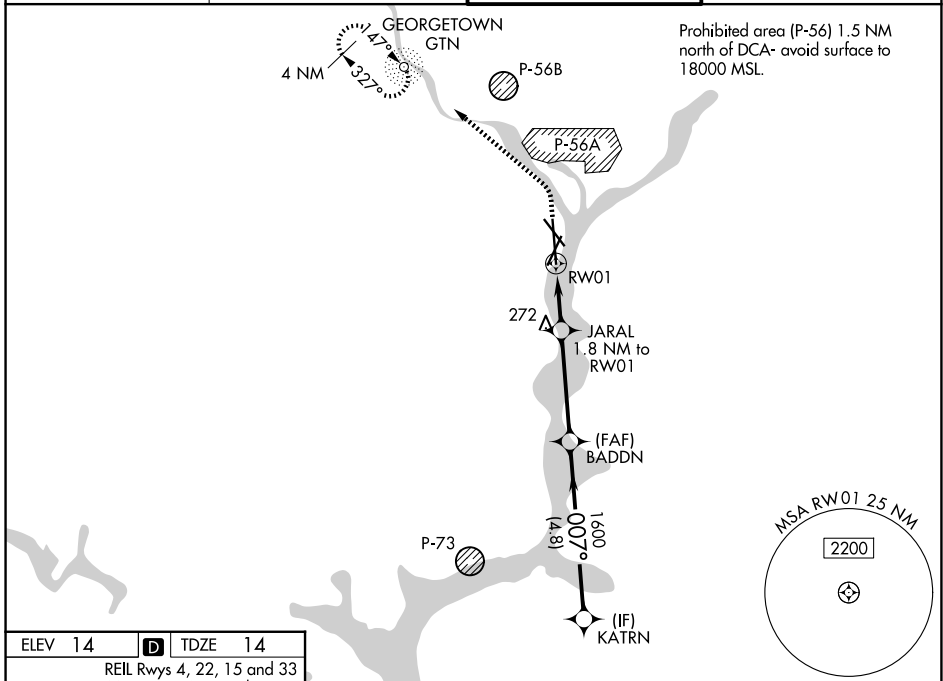 GEORGETOWN
GTN
147°
327°
4 NM
Prohibited area (P-56) 1.5 NM
north of DCA- avoid surface to
18000 MSL.
P-56B
P-56A
RW01
272
JARAL
1.8 NM to
RW01
(FAF)
BADDN
1600
007°
(4.8)
P-73
(IF)
KATRN
MSA RW01 25 NM
2200
ELEV 14 D TDZE 14
REIL Rwys 4, 22, 15 and 33